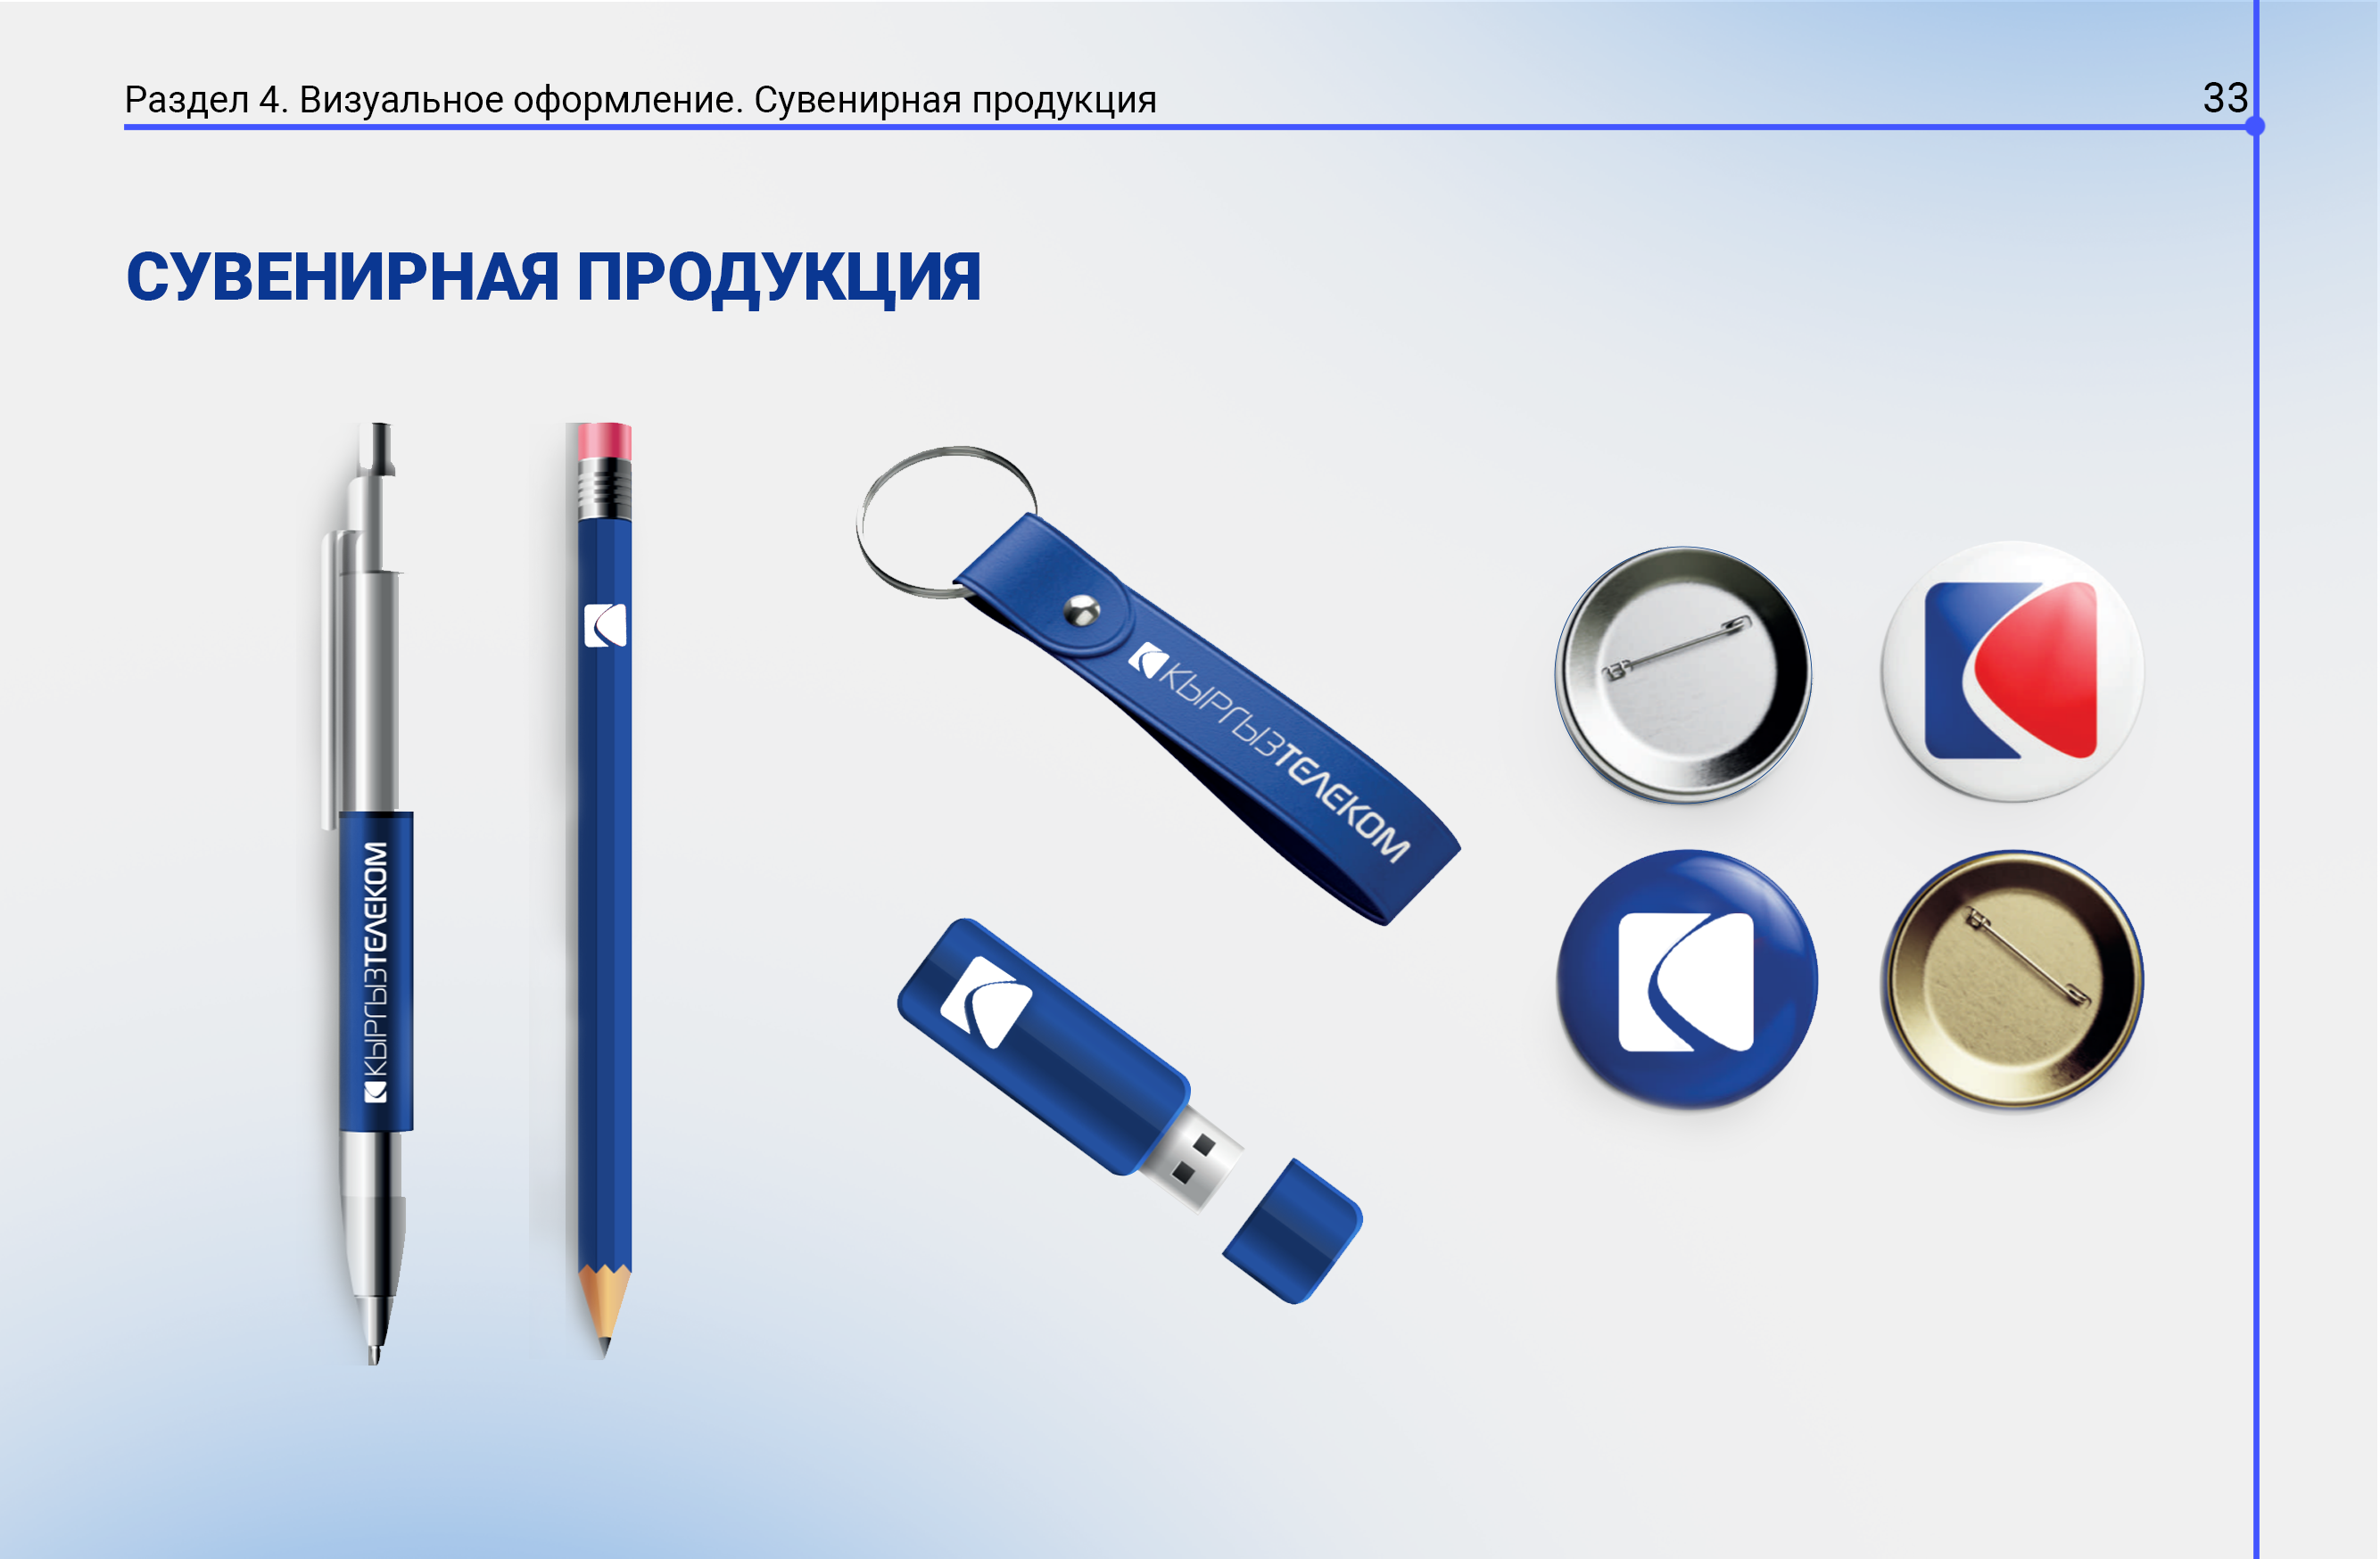 Раздел 4. Визуальное оформление. Сувенирная продукция
33
СУВЕНИРНАЯ ПРОДУКЦИЯ
КЫРГЫЗТЕЛЕКОМ
КЫРГЫЗТЕЛЕКОМ